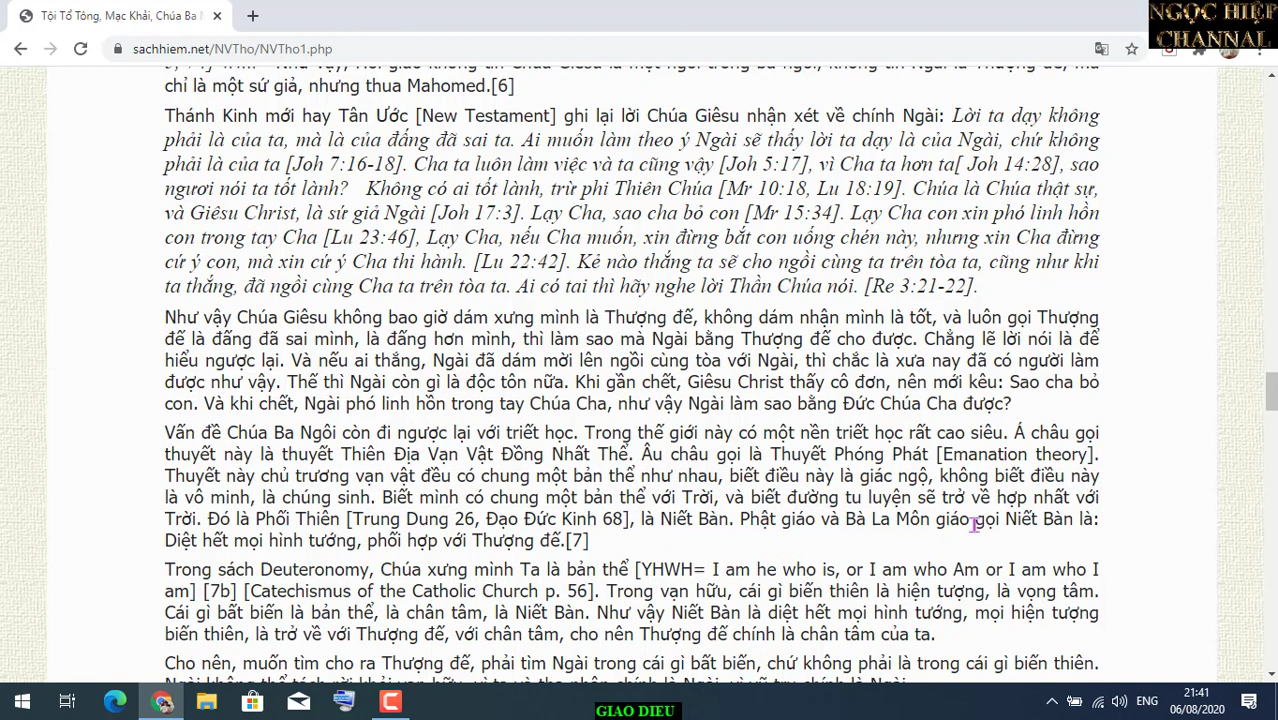 Tội Tổ Tông, Mạc Khải, Chúa Ba
NGỌC HIỆP
CHANNAL
sachhiem.net/NVTho/NVTho1.php
chỉ là một sứ giả, nhưng thua Mahomed.[6]
Thánh Kinh mới hay Tân Ước [New Testament] ghi lại lời Chúa Giêsu nhận xét về chính Ngài: Lời ta dạy không
phải là của ta, mà là của đấng đã sai ta. Ai muốn làm theo ý Ngài sẽ thấy lời ta dạy là của Ngài, chứ không
phải là của ta [Joh 7:16-18]. Cha ta luôn làm việc và ta cũng vậy [Joh 5:17], vì Cha ta hơn ta[ Joh 14:28], sao
ngươi nói ta tốt lành? Không có ai tốt lành, trừ phi Thiên Chúa [Mr 10:18, Lu 18:19]. Chúa là Chúa thật sự,
và Giêsu Christ, là sứ giả Ngài [Joh 17:3]. Lạy Cha, sao cha bỏ con [Mr 15:34]. Lạy Cha con xin phó linh hồn
con trong tay Cha [Lu 23:46], Lạy Cha, nếu Cha muốn, xin đừng bắt con uống chén này, nhưng xin Cha đừng
cứ ý con, mà xin cứ ý Cha thi hành. [Lu 22:42]. Kẻ nào thắng ta sẽ cho ngồi cùng ta trên tòa ta, cũng như khi
ta thắng, đã ngồi cùng Cha ta trên tòa ta. Ai có tai thì hãy nghe lời Thần Chúa nói. [Re 3:21-22].
Như vậy Chúa Giêsu không bao giờ dám xưng mình là Thượng đế, không dám nhận mình là tốt, và luôn gọi Thượng
đế là đấng đã sai mình, là đấng hơn mình, thì làm sao mà Ngài bằng Thượng đế cho được. Chẳng lẽ lời nói là để
hiểu ngược lại. Và nếu ai thắng, Ngài đã dám mời lên ngồi cùng tòa với Ngài, thì chắc là xưa nay đã có người làm
được như vậy. Thế thì Ngài còn gì là độc tôn nữa. Khi gần chết, Giêsu Christ thấy cô đơn, nên mới kêu: Sao cha bỏ
con. Và khi chết, Ngài phó linh hồn trong tay Chúa Cha, như vậy Ngài làm sao bằng Đức Chúa Cha được?
Vấn đề Chúa Ba Ngôi còn đi ngược lại với triết học. Trong thế giới này có một nền triết học rất cao siêu. Á châu gọi
thuyết này là thuyết Thiên Địa Vạn Vật Đồng Nhất Thể. Âu châu gọi là Thuyết Phóng Phát [Emanation theory].
Thuyết này chủ trương vạn vật đều có chung một bản thể như nhau, biết điều này là giác ngộ, không biết điều này
là vô minh, là chúng sinh. Biết mình có chung một bản thể với Trời, và biết đường tu luyện sẽ trở về hợp nhất với
Trời. Đó là Phối Thiên [Trung Dung 26, Đạo Đức Kinh 68], là Niết Bàn. Phật giáo và Bà La Môn giáo gọi Niết Bàn là:
Diệt hết mọi hình tướng, phối hợp với Thượng đế.[7]
Trong sách Deuteronomy, Chúa xưng mình Ta là bản thể [YHWH= I am he who is, or I am who Am or I am who I
am] [7b] [Catechismus of the Catholic Church p. 56]. Trong vạn hữu, cái gì biến thiên là hiện tượng, là vọng tâm.
Cái gì bất biến là bản thể, là chân tâm, là Niết Bàn. Như vậy Niết Bàn là diệt hết mọi hình tướng, mọi hiện tượng
biến thiên, là trở về với Thượng đế, với chân tâm, cho nên Thượng đế chính là chân tâm của ta.
Cho nên, muốn tìm cho ra Thượng đế, phải tìm Ngài trong cái gì bất biến, chứ không phải là trong cái gì biến thiên.
ENG
21:41
06/08/2020
GIAO DIEU